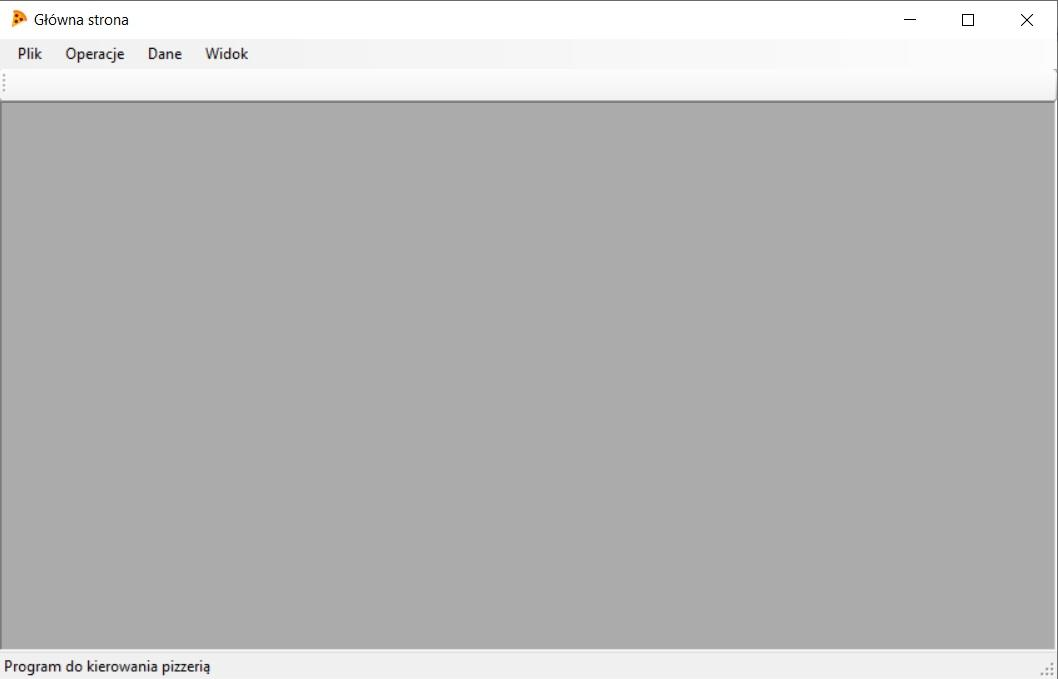 Główna strona
Plik Operacje Dane Widok
Program do kierowania pizzerią